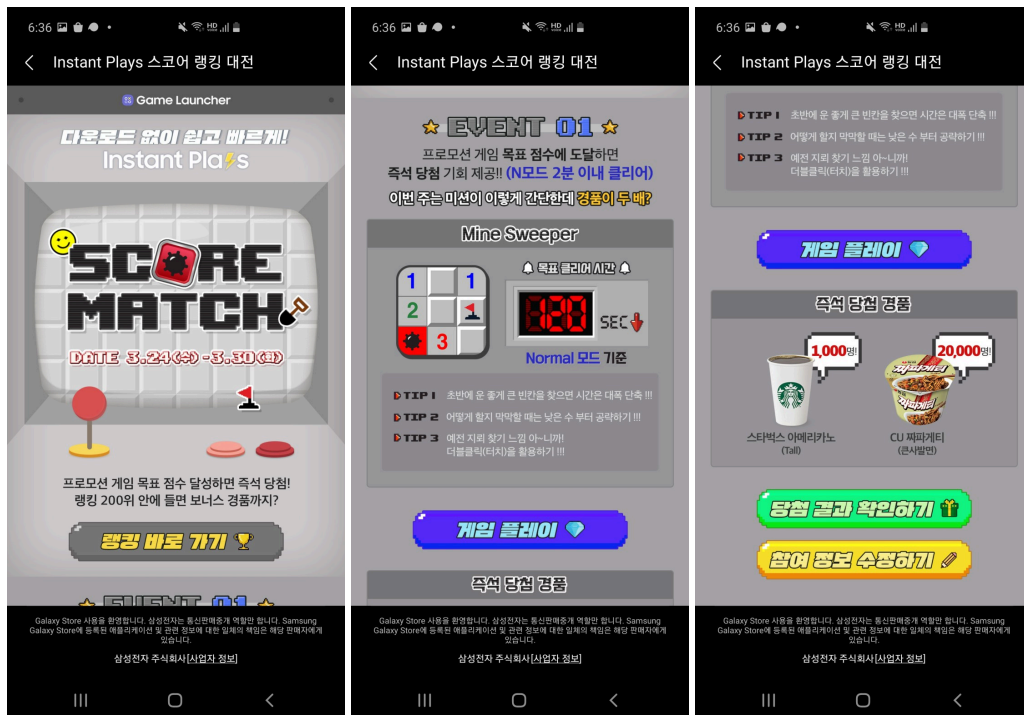 6:36
HD
Instant Plays 스코어 랭킹 대전
Game Launcher
다운로드 없이 쉽고 빠르게!
Instant Plays
SCORE
MATCH
DATE 3.24(수)-3.30(화)
프로모션 게임 목표 점수 달성하면 즉석 당첨!
랭킹 200위 안에 들면 보너스 경품까지?
랭킹 바로 가기
EVENT 01
Galaxy Store 사용을 환영합니다. 삼성전자는 통신판매중개 역할만 합니다. Samsung
Galaxy Store에 등록된 애플리케이션 및 관련 정보에 대한 일체의 책임은 해당 판매자에게
있습니다.
삼성전자 주식회사[사업자 정보]
6:36
HD
Instant Plays 스코어 랭킹 대전
EVENT 01
프로모션 게임 목표 점수에 도달하면
즉석 당첨 기회 제공!! (N모드 2분 이내 클리어)
이번 주는 미션이 이렇게 간단한데 경품이 두 배?
Mine Sweeper
1 1
2
3
목표 클리어 시간
120 SEC
Normal 모드 기준
TIP 1 초반에 운 좋게 큰 빈칸을 찾으면 시간은 대폭 단축 !!!
TIP 2 어떻게 할지 막막할 때는 낮은 수 부터 공략하기 !!!
TIP 3 예전 지뢰 찾기 느낌 아~니까!
더블클릭(터치)을 활용하기 !!!
게임 플레이
즉석 당첨 경품
Galaxy Store 사용을 환영합니다. 삼성전자는 통신판매중개 역할만 합니다. Samsung
Galaxy Store에 등록된 애플리케이션 및 관련 정보에 대한 일체의 책임은 해당 판매자에게
있습니다.
삼성전자 주식회사[사업자 정보]
6:36
HD
Instant Plays 스코어 랭킹 대전
TIP 1 초반에 운 좋게 큰 빈칸을 찾으면 시간은 대폭 단축 !!!
TIP 2 어떻게 할지 막막할 때는 낮은 수 부터 공략하기 !!!
TIP 3 예전 지뢰 찾기 느낌 아~니까!
더블클릭(터치)을 활용하기 !!!
게임 플레이
즉석 당첨 경품
1,000명!
20,000명!
짜파게티
짜파게티
스타벅스 아메리카노
(Tall)
CU 짜파게티
(큰사발면)
당첨 결과 확인하기
참여 정보 수정하기
Galaxy Store 사용을 환영합니다. 삼성전자는 통신판매중개 역할만 합니다. Samsung
Galaxy Store에 등록된 애플리케이션 및 관련 정보에 대한 일체의 책임은 해당 판매자에게
있습니다.
삼성전자 주식회사[사업자 정보]